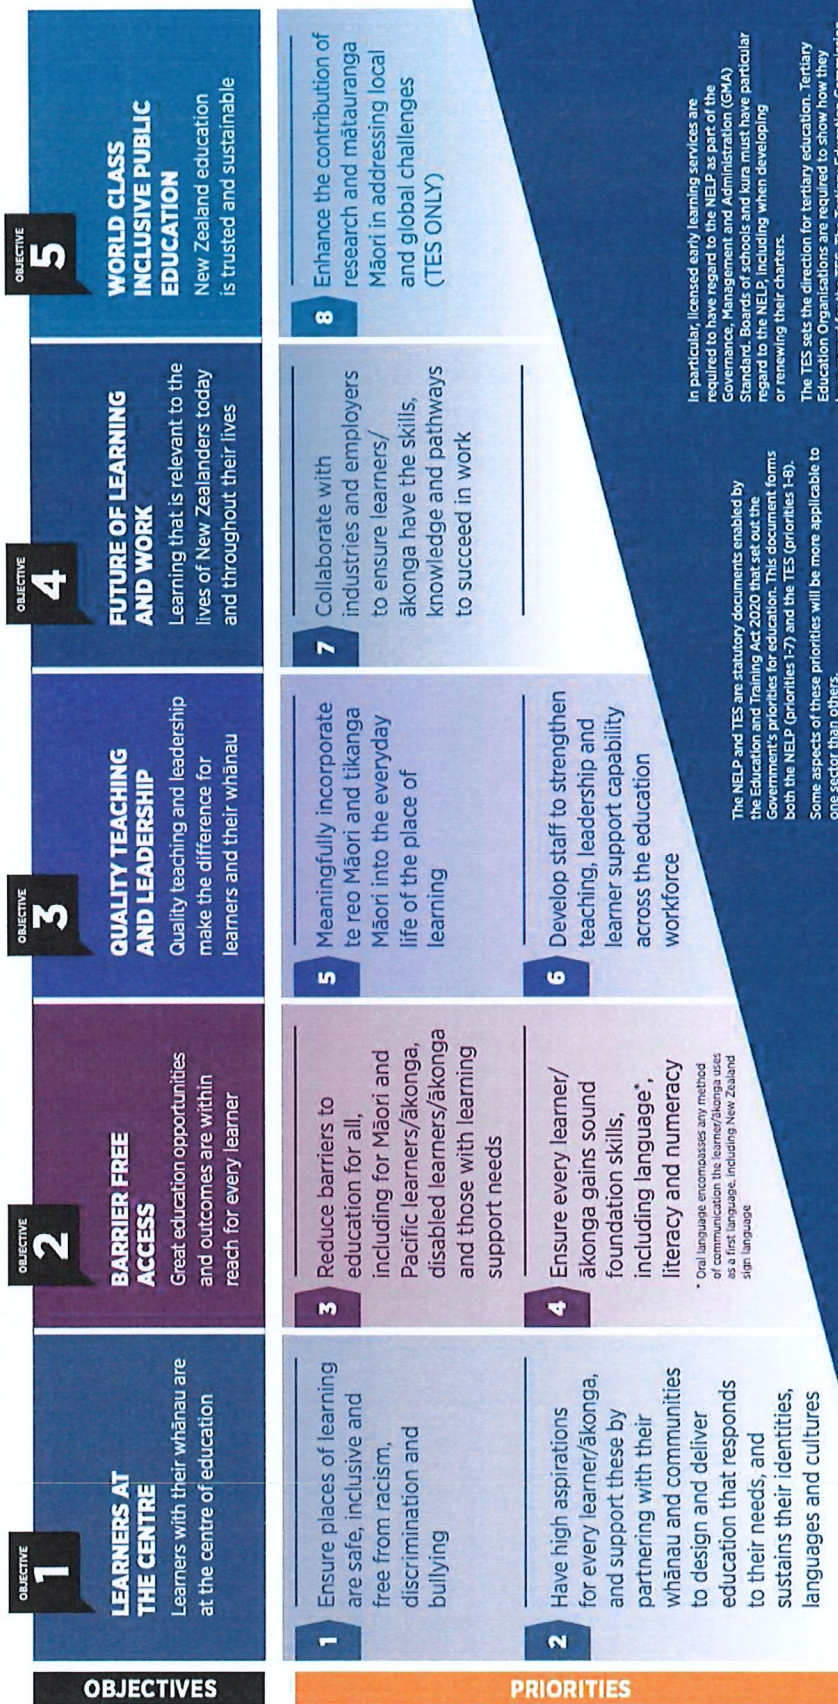 OBJECTIVES
OBJECTIVE
1
LEARNERS AT
THE CENTRE
Learners with their whānau are
at the centre of education
OBJECTIVE
2
BARRIER FREE
ACCESS
Great education opportunities
and outcomes are within
reach for every learner
OBJECTIVE
3
QUALITY TEACHING
AND LEADERSHIP
Quality teaching and leadership
make the difference for
learners and their whānau
OBJECTIVE
4
FUTURE OF LEARNING
AND WORK
Learning that is relevant to the
lives of New Zealanders today
and throughout their lives
OBJECTIVE
5
WORLD CLASS
INCLUSIVE PUBLIC
EDUCATION
New Zealand education
is trusted and sustainable
PRIORITIES
1
Ensure places of learning
are safe, inclusive and
free from racism,
discrimination and
bullying
2
Have high aspirations
for every learner/ākonga,
and support these by
partnering with their
whānau and communities
to design and deliver
education that responds
to their needs, and
sustains their identities,
languages and cultures
3
Reduce barriers to
education for all,
including for Māori and
Pacific learners/ākonga,
disabled learners/ākonga
and those with learning
support needs
4
Ensure every learner/
ākonga gains sound
foundation skills,
including language*,
literacy and numeracy
* Oral language encompasses any method
of communication the learner/ākonga uses
as a first language, including New Zealand
sign language
5
Meaningfully incorporate
te reo Māori and tikanga
Māori into the everyday
life of the place of
learning
6
Develop staff to strengthen
teaching, leadership and
learner support capability
across the education
workforce
7
Collaborate with
industries and employers
to ensure learners/
ākonga have the skills,
knowledge and pathways
to succeed in work
8
Enhance the contribution of
research and mātauranga
Māori in addressing local
and global challenges
(TES ONLY)
The NELP and TES are statutory documents enabled by
the Education and Training Act 2020 that set out the
Government's priorities for education. This document forms
both the NELP (priorities 1-7) and the TES (priorities 1-8).
Some aspects of these priorities will be more applicable to
one sector than others.
In particular, licensed early learning services are
required to have regard to the NELP as part of the
Governance, Management and Administration (GMA)
Standard. Boards of schools and kura must have particular
regard to the NELP, including when developing
or renewing their charters.
The TES sets the direction for tertiary education. Tertiary
Education Organisations are required to show how they